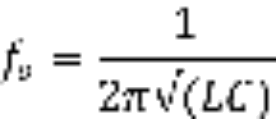 f₀ = 1 / 2π√(LC)